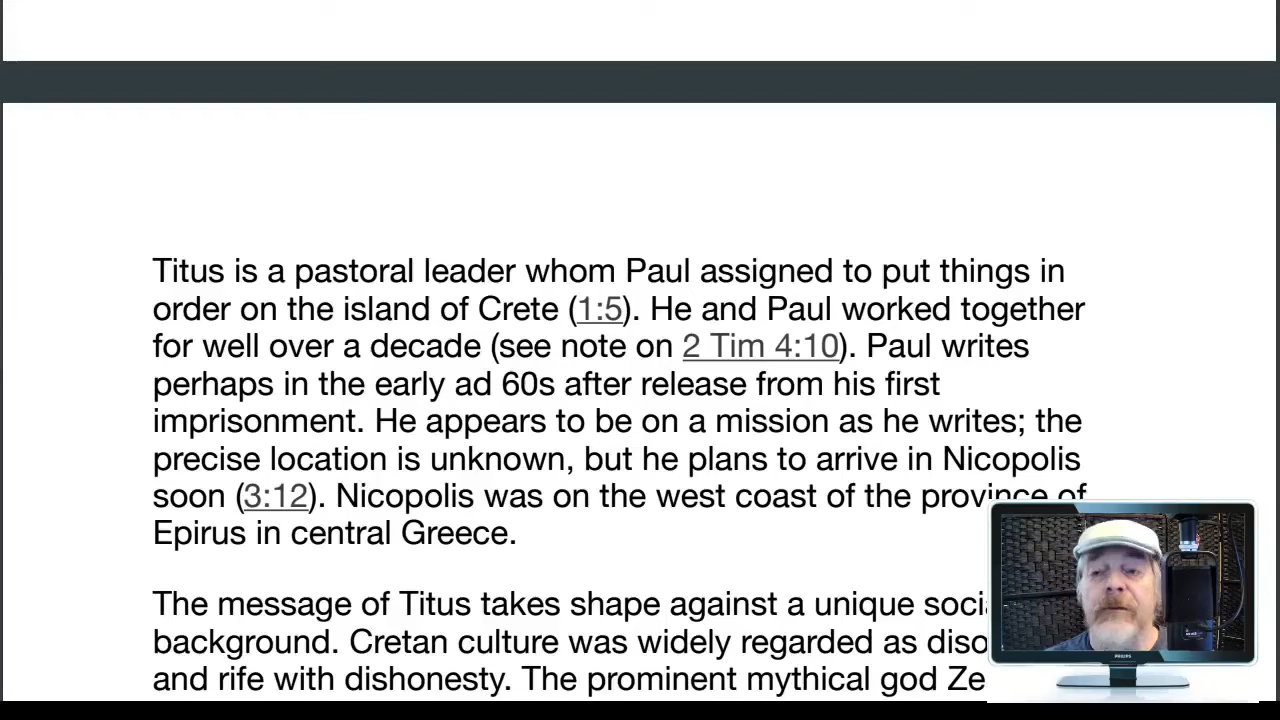 Titus is a pastoral leader whom Paul assigned to put things in
order on the island of Crete (1:5). He and Paul worked together
for well over a decade (see note on 2 Tim 4:10). Paul writes
perhaps in the early ad 60s after release from his first
imprisonment. He appears to be on a mission as he writes; the
precise location is unknown, but he plans to arrive in Nicopolis
soon (3:12). Nicopolis was on the west coast of the province of
Epirus in central Greece.
The message of Titus takes shape against a unique
background. Cretan culture was widely regarded as
and rife with dishonesty. The prominent mythical god
PHILIPS